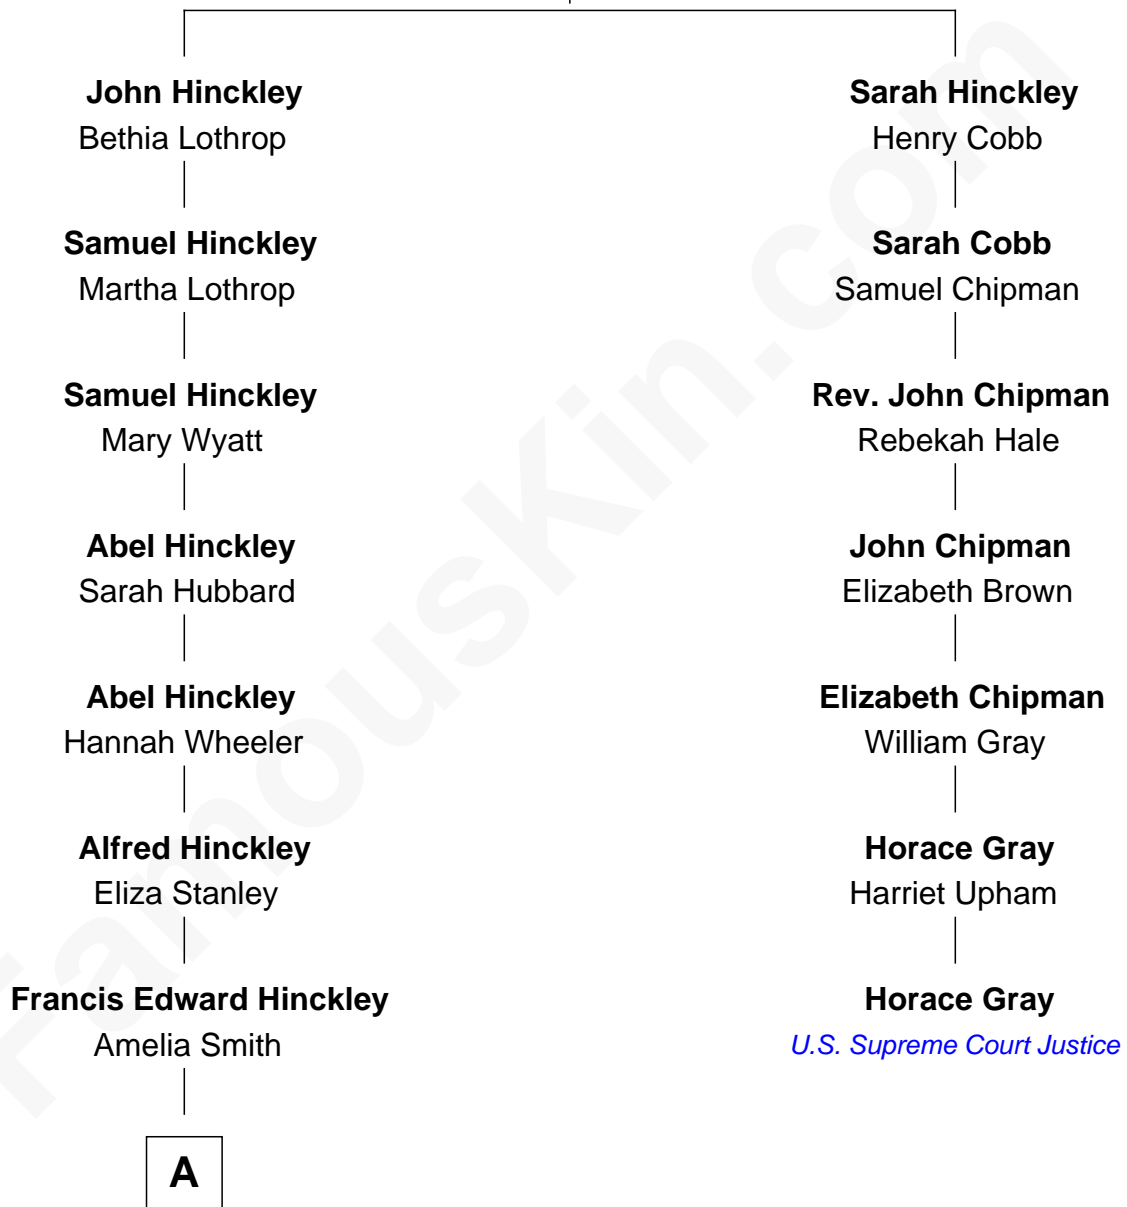 John Hinckley
Bethia Lothrop
Samuel Hinckley
Martha Lothrop
Samuel Hinckley
Mary Wyatt
Abel Hinckley
Sarah Hubbard
Abel Hinckley
Hannah Wheeler
Alfred Hinckley
Eliza Stanley
Francis Edward Hinckley
Amelia Smith
A
Sarah Hinckley
Henry Cobb
Sarah Cobb
Samuel Chipman
Rev. John Chipman
Rebekah Hale
John Chipman
Elizabeth Brown
Elizabeth Chipman
William Gray
Horace Gray
Harriet Upham
Horace Gray
U.S. Supreme Court Justice
FamousKin.com